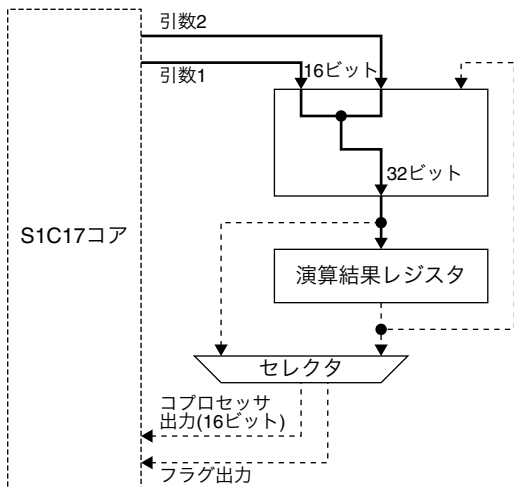 引数2
引数1
16ビット
32ビット
S1C17コア
演算結果レジスタ
セレクタ
コプロセッサ
出力(16ビット)
フラグ出力